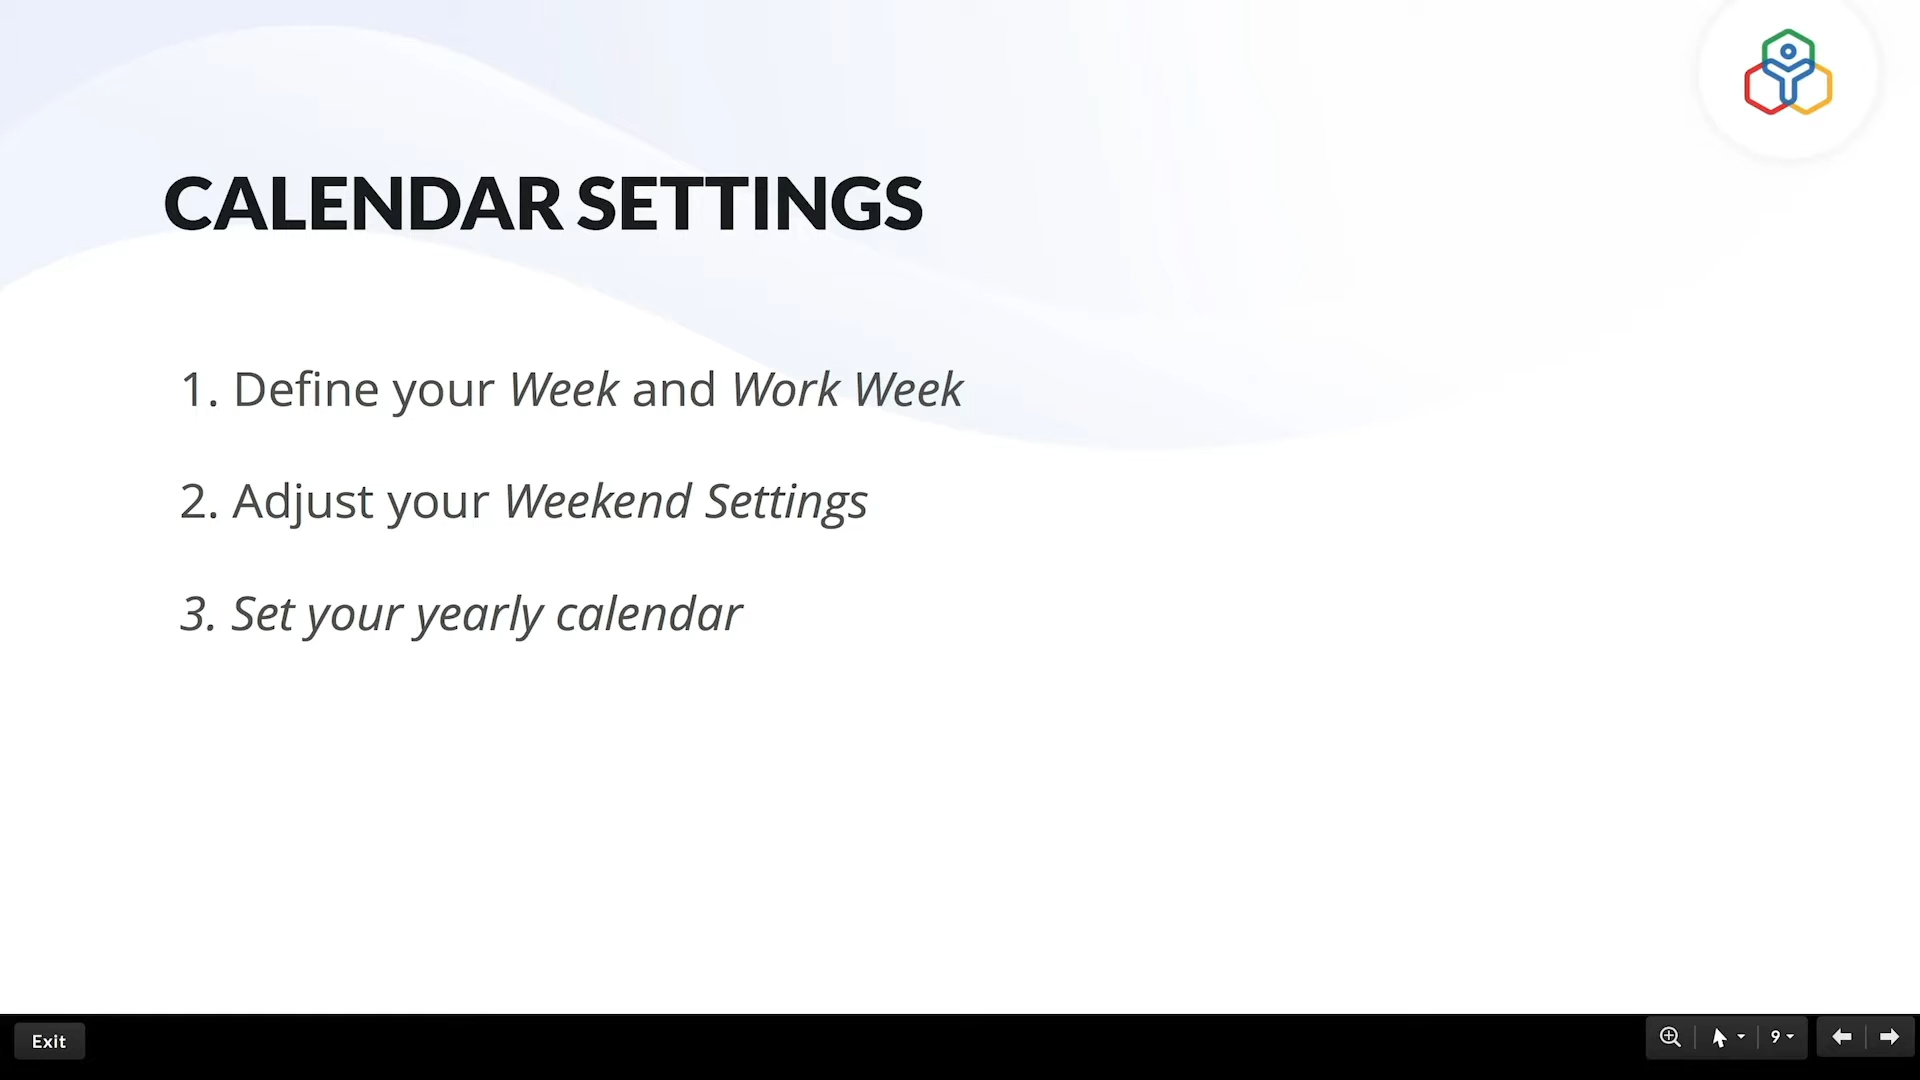 CALENDAR SETTINGS
1. Define your Week and Work Week
2. Adjust your Weekend Settings
3. Set your yearly calendar
Exit
9